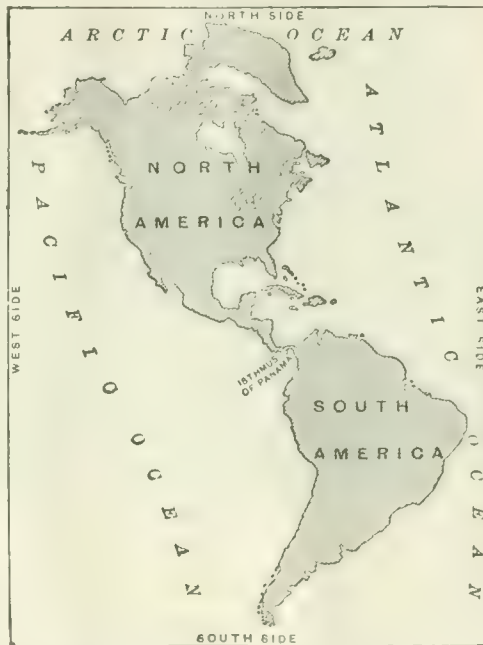 NORTH SIDE
ARCTIC OCEAN
ATLANTIC OCEAN
PACIFIC OCEAN
NORTH
AMERICA
WEST SIDE
EAST SIDE
ISTHMUS
OF PANAMA
SOUTH
AMERICA
SOUTH SIDE